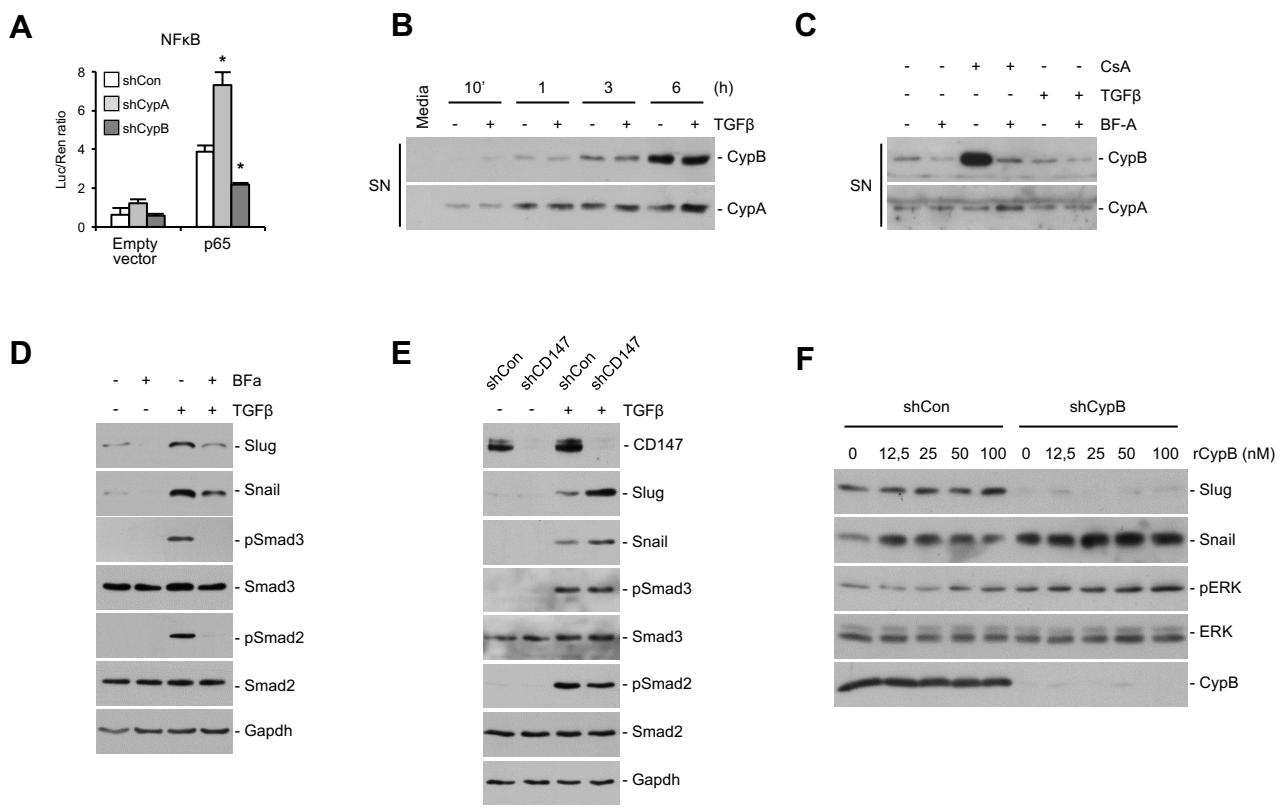 A
NFκB
8
6
4
2
0
Luc/Ren ratio
shCon
shCypA
shCypB
*
*
Empty vector
p65
B
Media
10’ 1 3 6 (h)
- + - + - + - + TGFβ
SN
- CypB
- CypA
C
- - + + - - CsA
- - - - + + TGFβ
- + - + - + BF-A
SN
- CypB
- CypA
D
- + - + BFa
- - + + TGFβ
- Slug
- Snail
- pSmad3
- Smad3
- pSmad2
- Smad2
- Gapdh
E
shCon shCD147 shCon shCD147
- - + + TGFβ
- CD147
- Slug
- Snail
- pSmad3
- Smad3
- pSmad2
- Smad2
- Gapdh
F
shCon shCypB
0 12,5 25 50 100 0 12,5 25 50 100 rCypB (nM)
- Slug
- Snail
- pERK
- ERK
- CypB